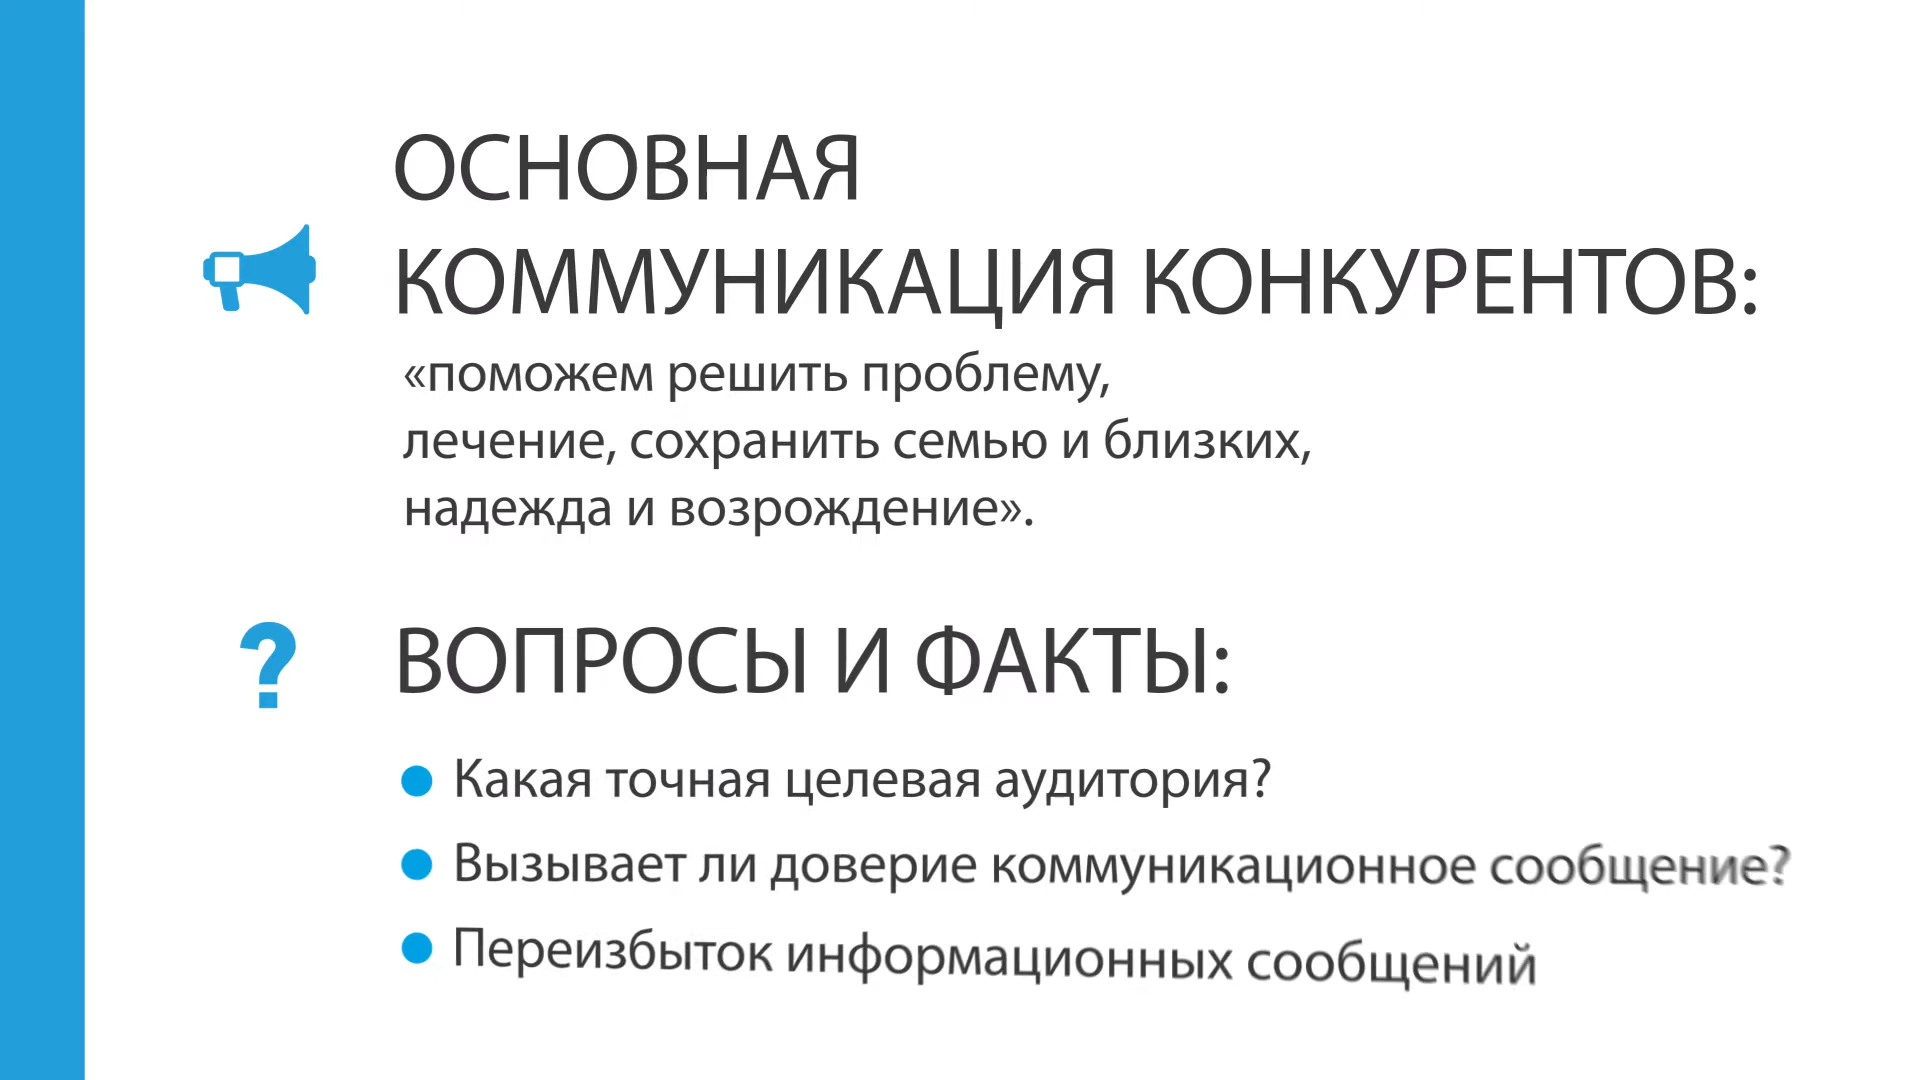 ОСНОВНАЯ
КОММУНИКАЦИЯ КОНКУРЕНТОВ:
«поможем решить проблему,
лечение, сохранить семью и близких,
надежда и возрождение».
ВОПРОСЫ И ФАКТЫ:
Какая точная целевая аудитория?
Вызывает ли доверие коммуникационное сообщение?
Переизбыток информационных сообщений